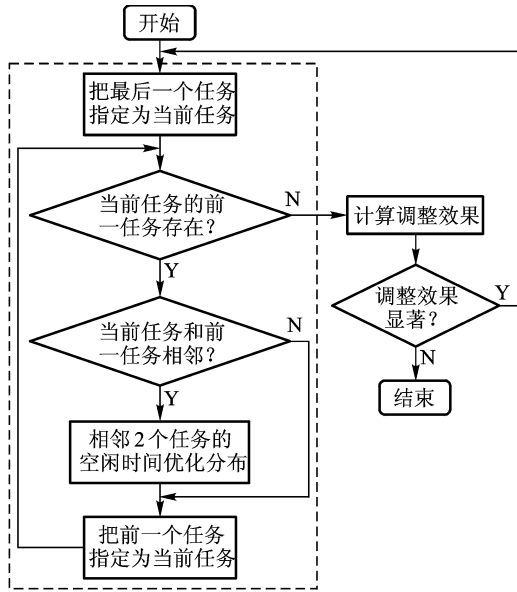 开始
把最后一个任务
指定为当前任务
当前任务的前
一任务存在？
N
Y
计算调整效果
调整效果
显著？
Y
N
结束
当前任务和前
一任务相邻？
N
Y
相邻2个任务的
空闲时间优化分布
把前一个任务
指定为当前任务